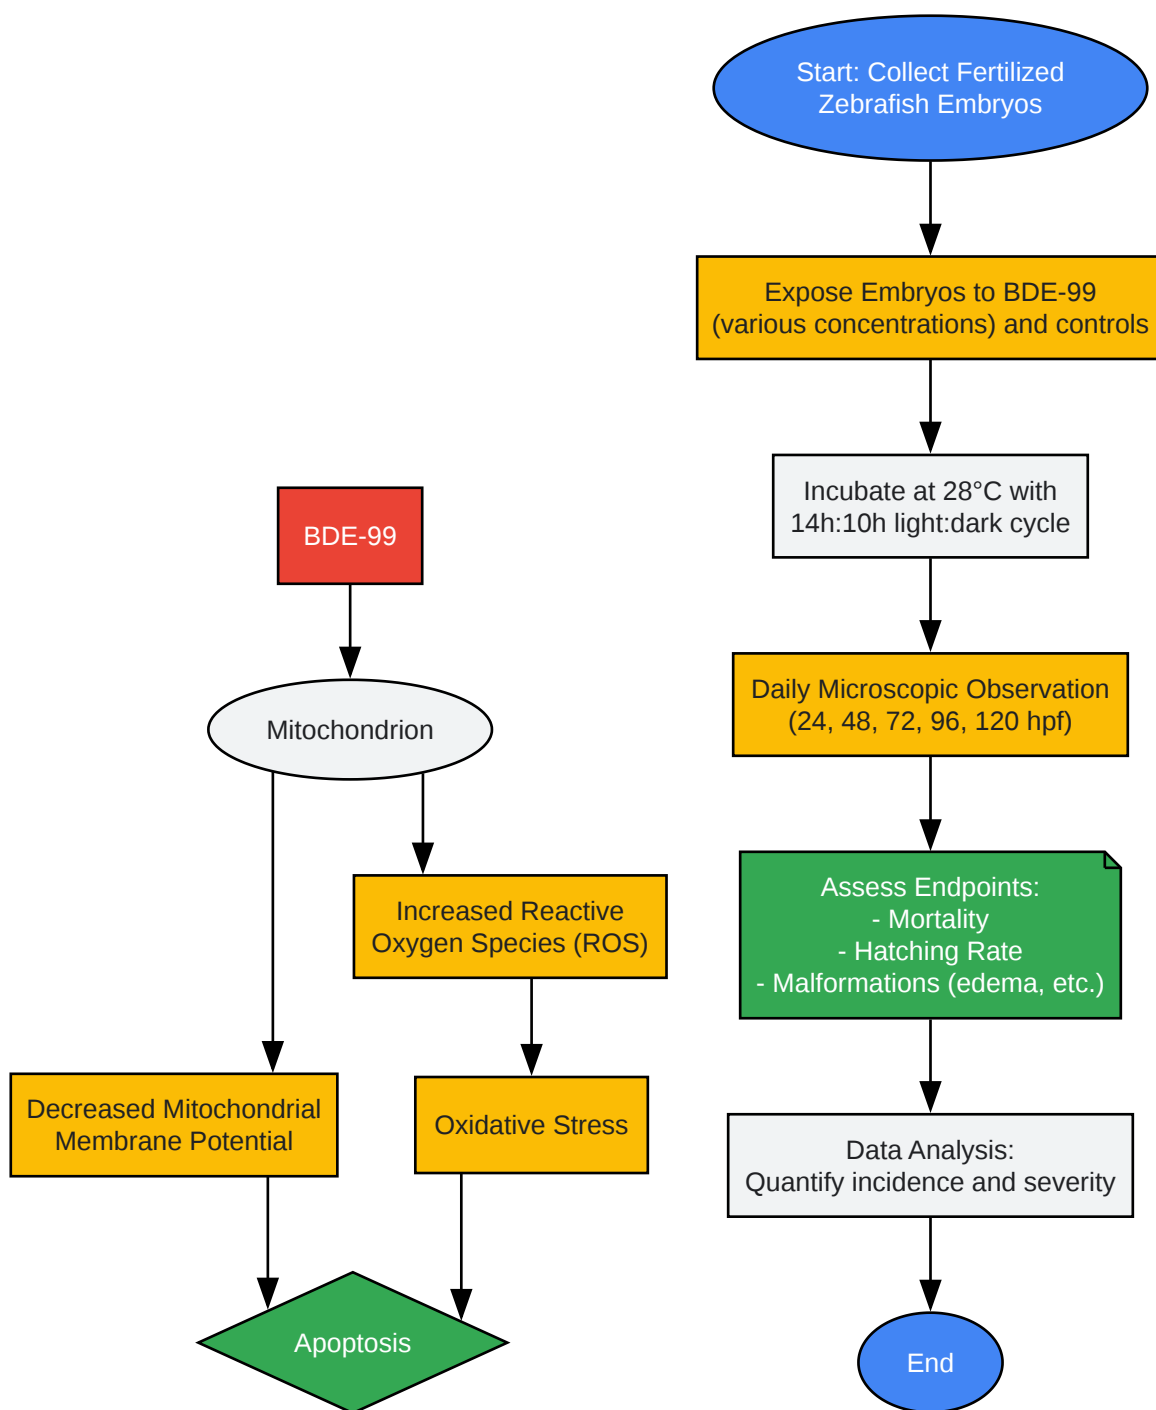 Start: Collect Fertilized
Zebrafish Embryos
Expose Embryos to BDE-99
(various concentrations) and controls
Incubate at 28°C with
14h:10h light:dark cycle
Daily Microscopic Observation
(24, 48, 72, 96, 120 hpf)
Assess Endpoints:
- Mortality
- Hatching Rate
- Malformations (edema, etc.)
Data Analysis:
Quantify incidence and severity
End
BDE-99
Mitochondrion
Increased Reactive
Oxygen Species (ROS)
Decreased Mitochondrial
Membrane Potential
Oxidative Stress
Apoptosis